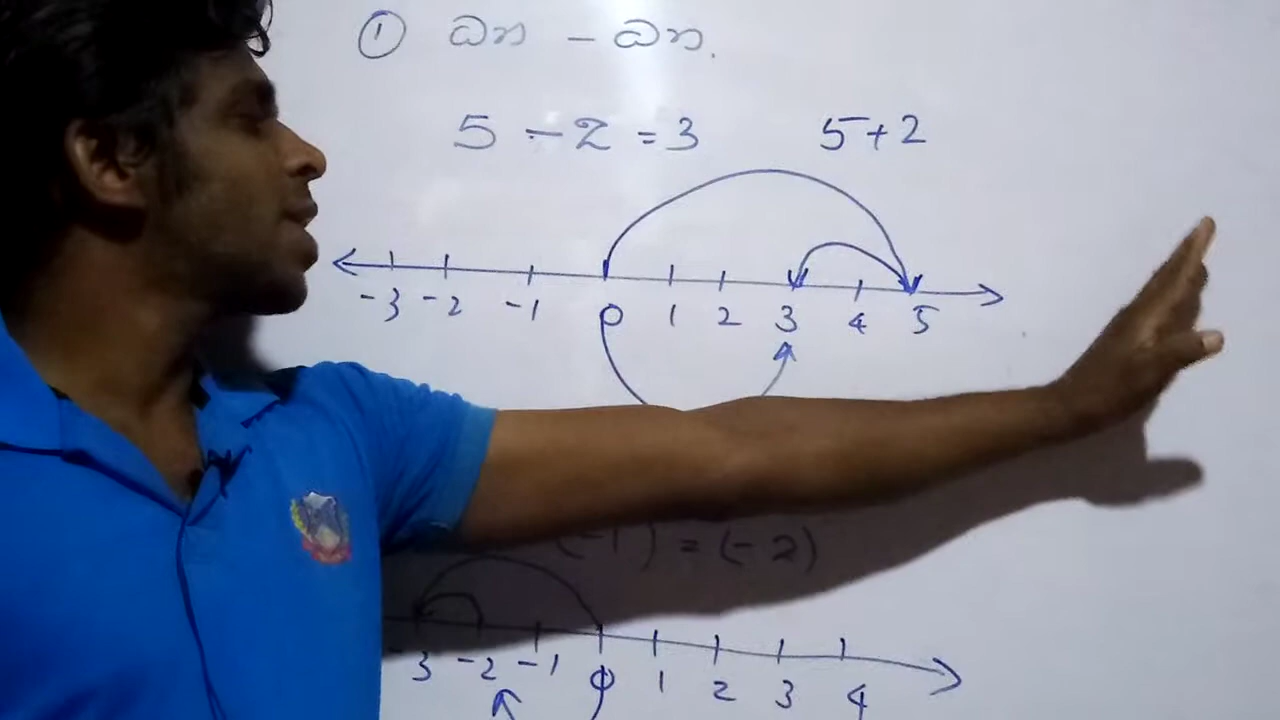 ① ධන - ධන.
5 - 2 = 3 5+2
-3 -2 -1 0 1 2 3 4 5
(-1) = (-2)
-3 -2 -1 0 1 2 3 4